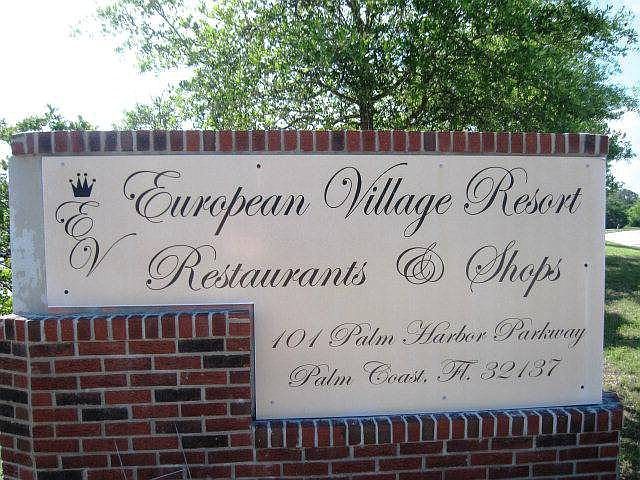 EV
European Village Resort
Restaurants & Shops
101 Palm Harbor Parkway
Palm Coast, Fl. 32137